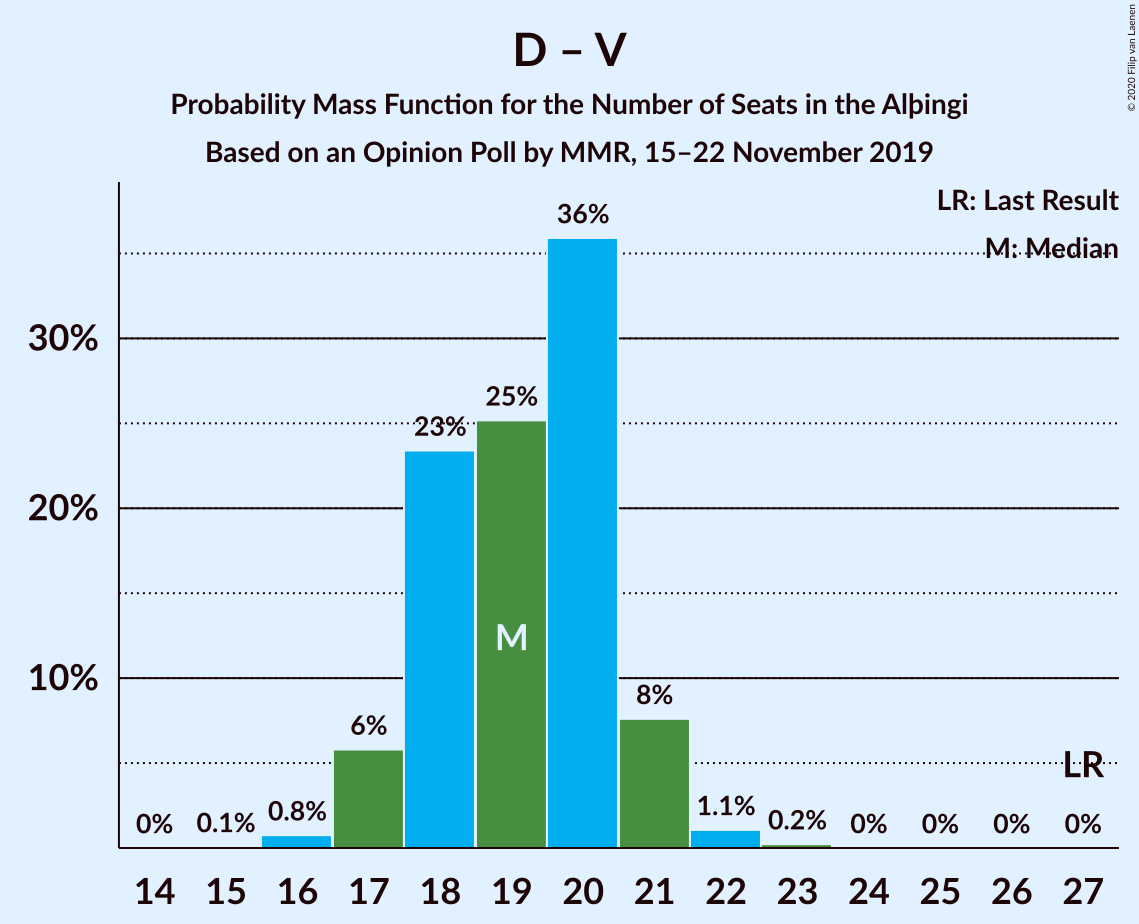 D – V
Probability Mass Function for the Number of Seats in the Alþingi
Based on an Opinion Poll by MMR, 15–22 November 2019
© 2020 Filip van Laenen
LR: Last Result
M: Median
36%
30%
25%
23%
20%
M
10%
8%
6%
LR
0%
0.1%
0.8%
1.1%
0.2%
0%
0%
0%
0%
14 15 16 17 18 19 20 21 22 23 24 25 26 27